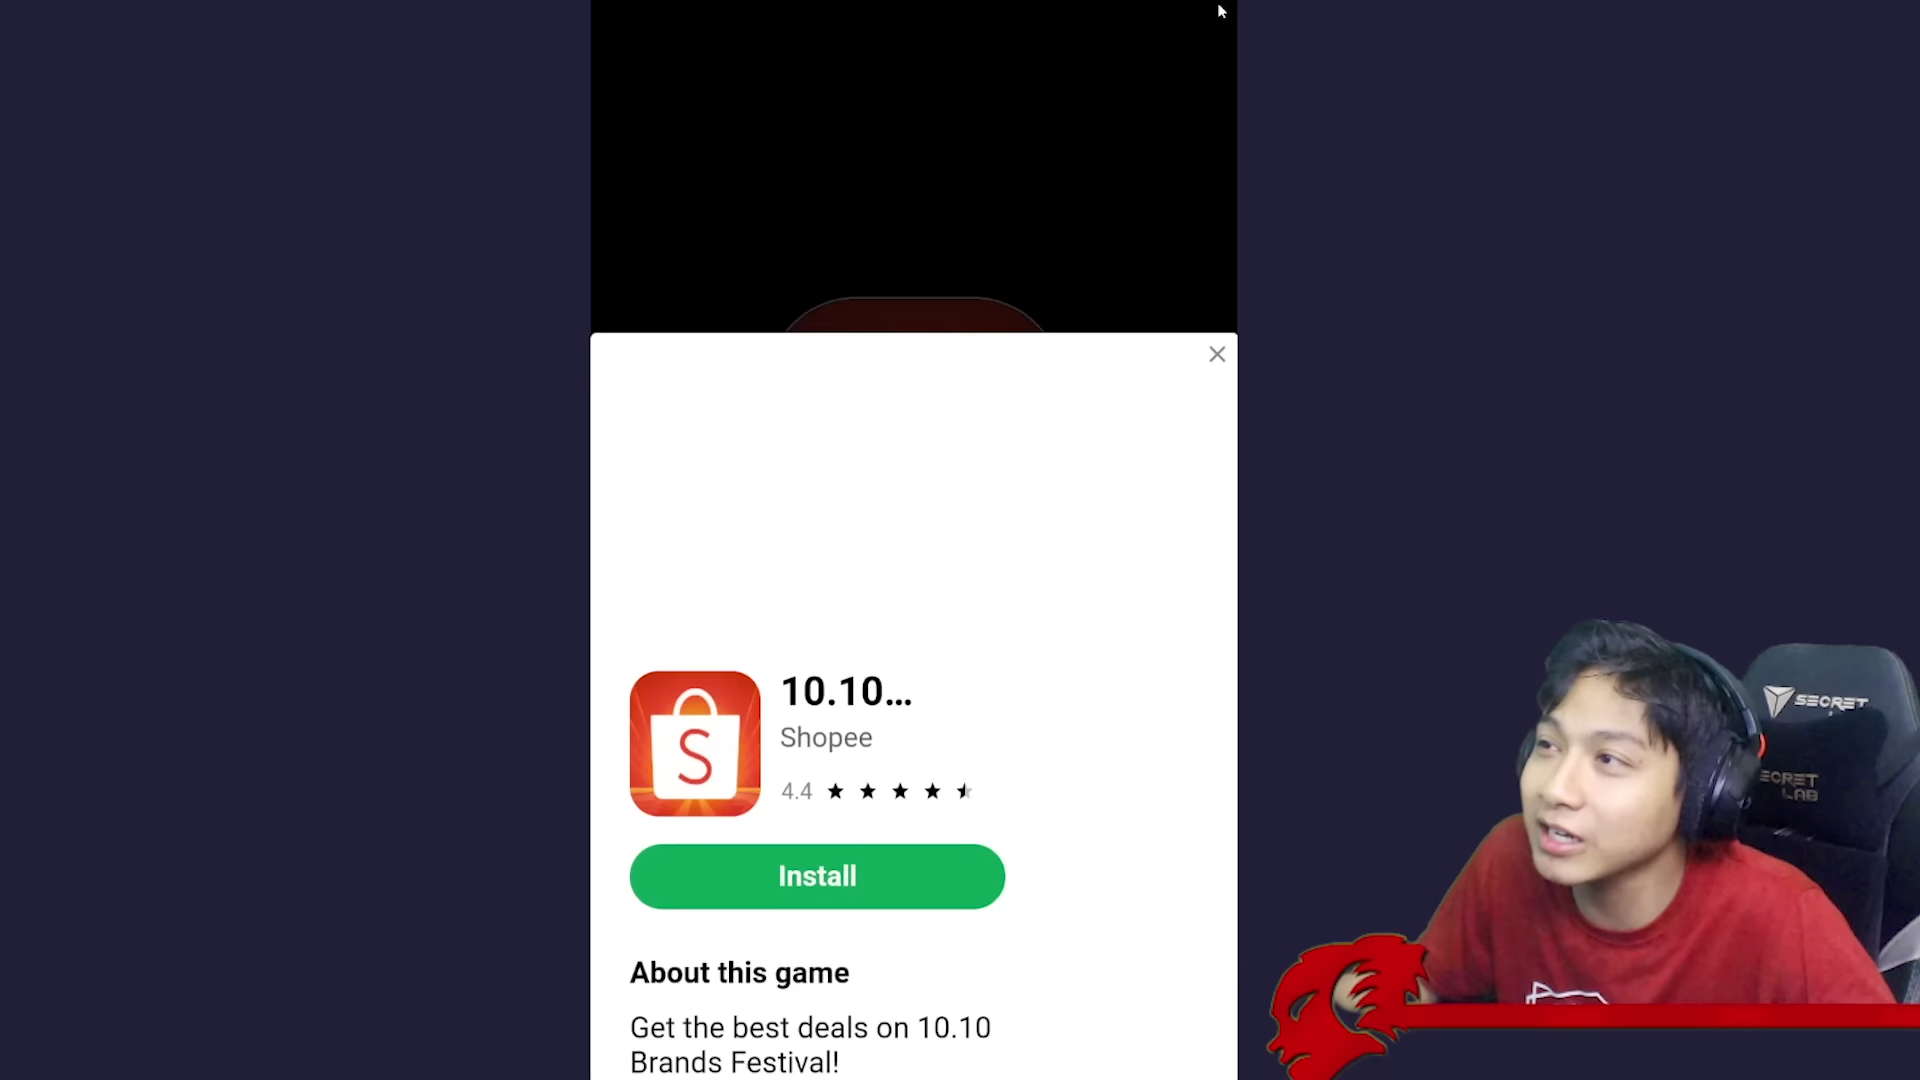 10.10...
Shopee
4.4
Install
About this game
Get the best deals on 10.10
Brands Festival!
S
SECRET
SECRET
LAB